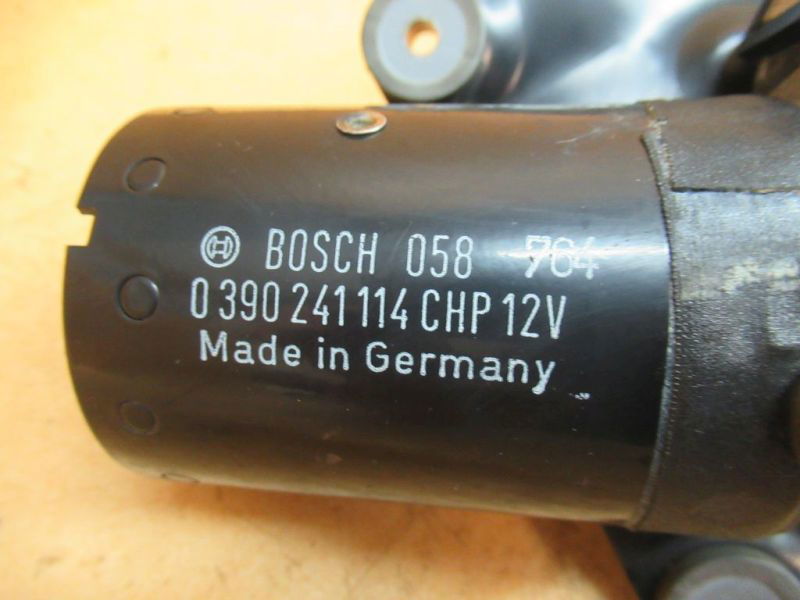 BOSCH 058 764
0 390 241 114 CHP 12V
Made in Germany